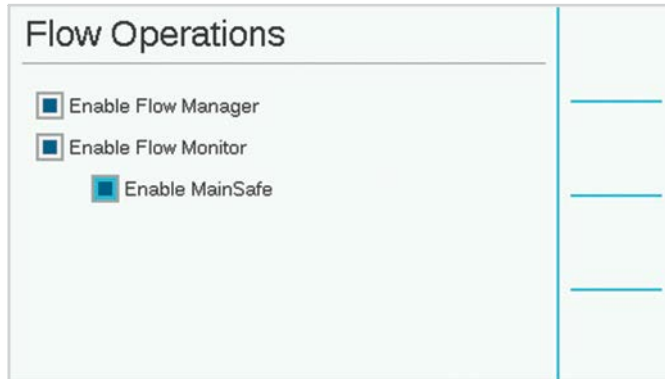 Flow Operations
Enable Flow Manager
Enable Flow Monitor
Enable MainSafe